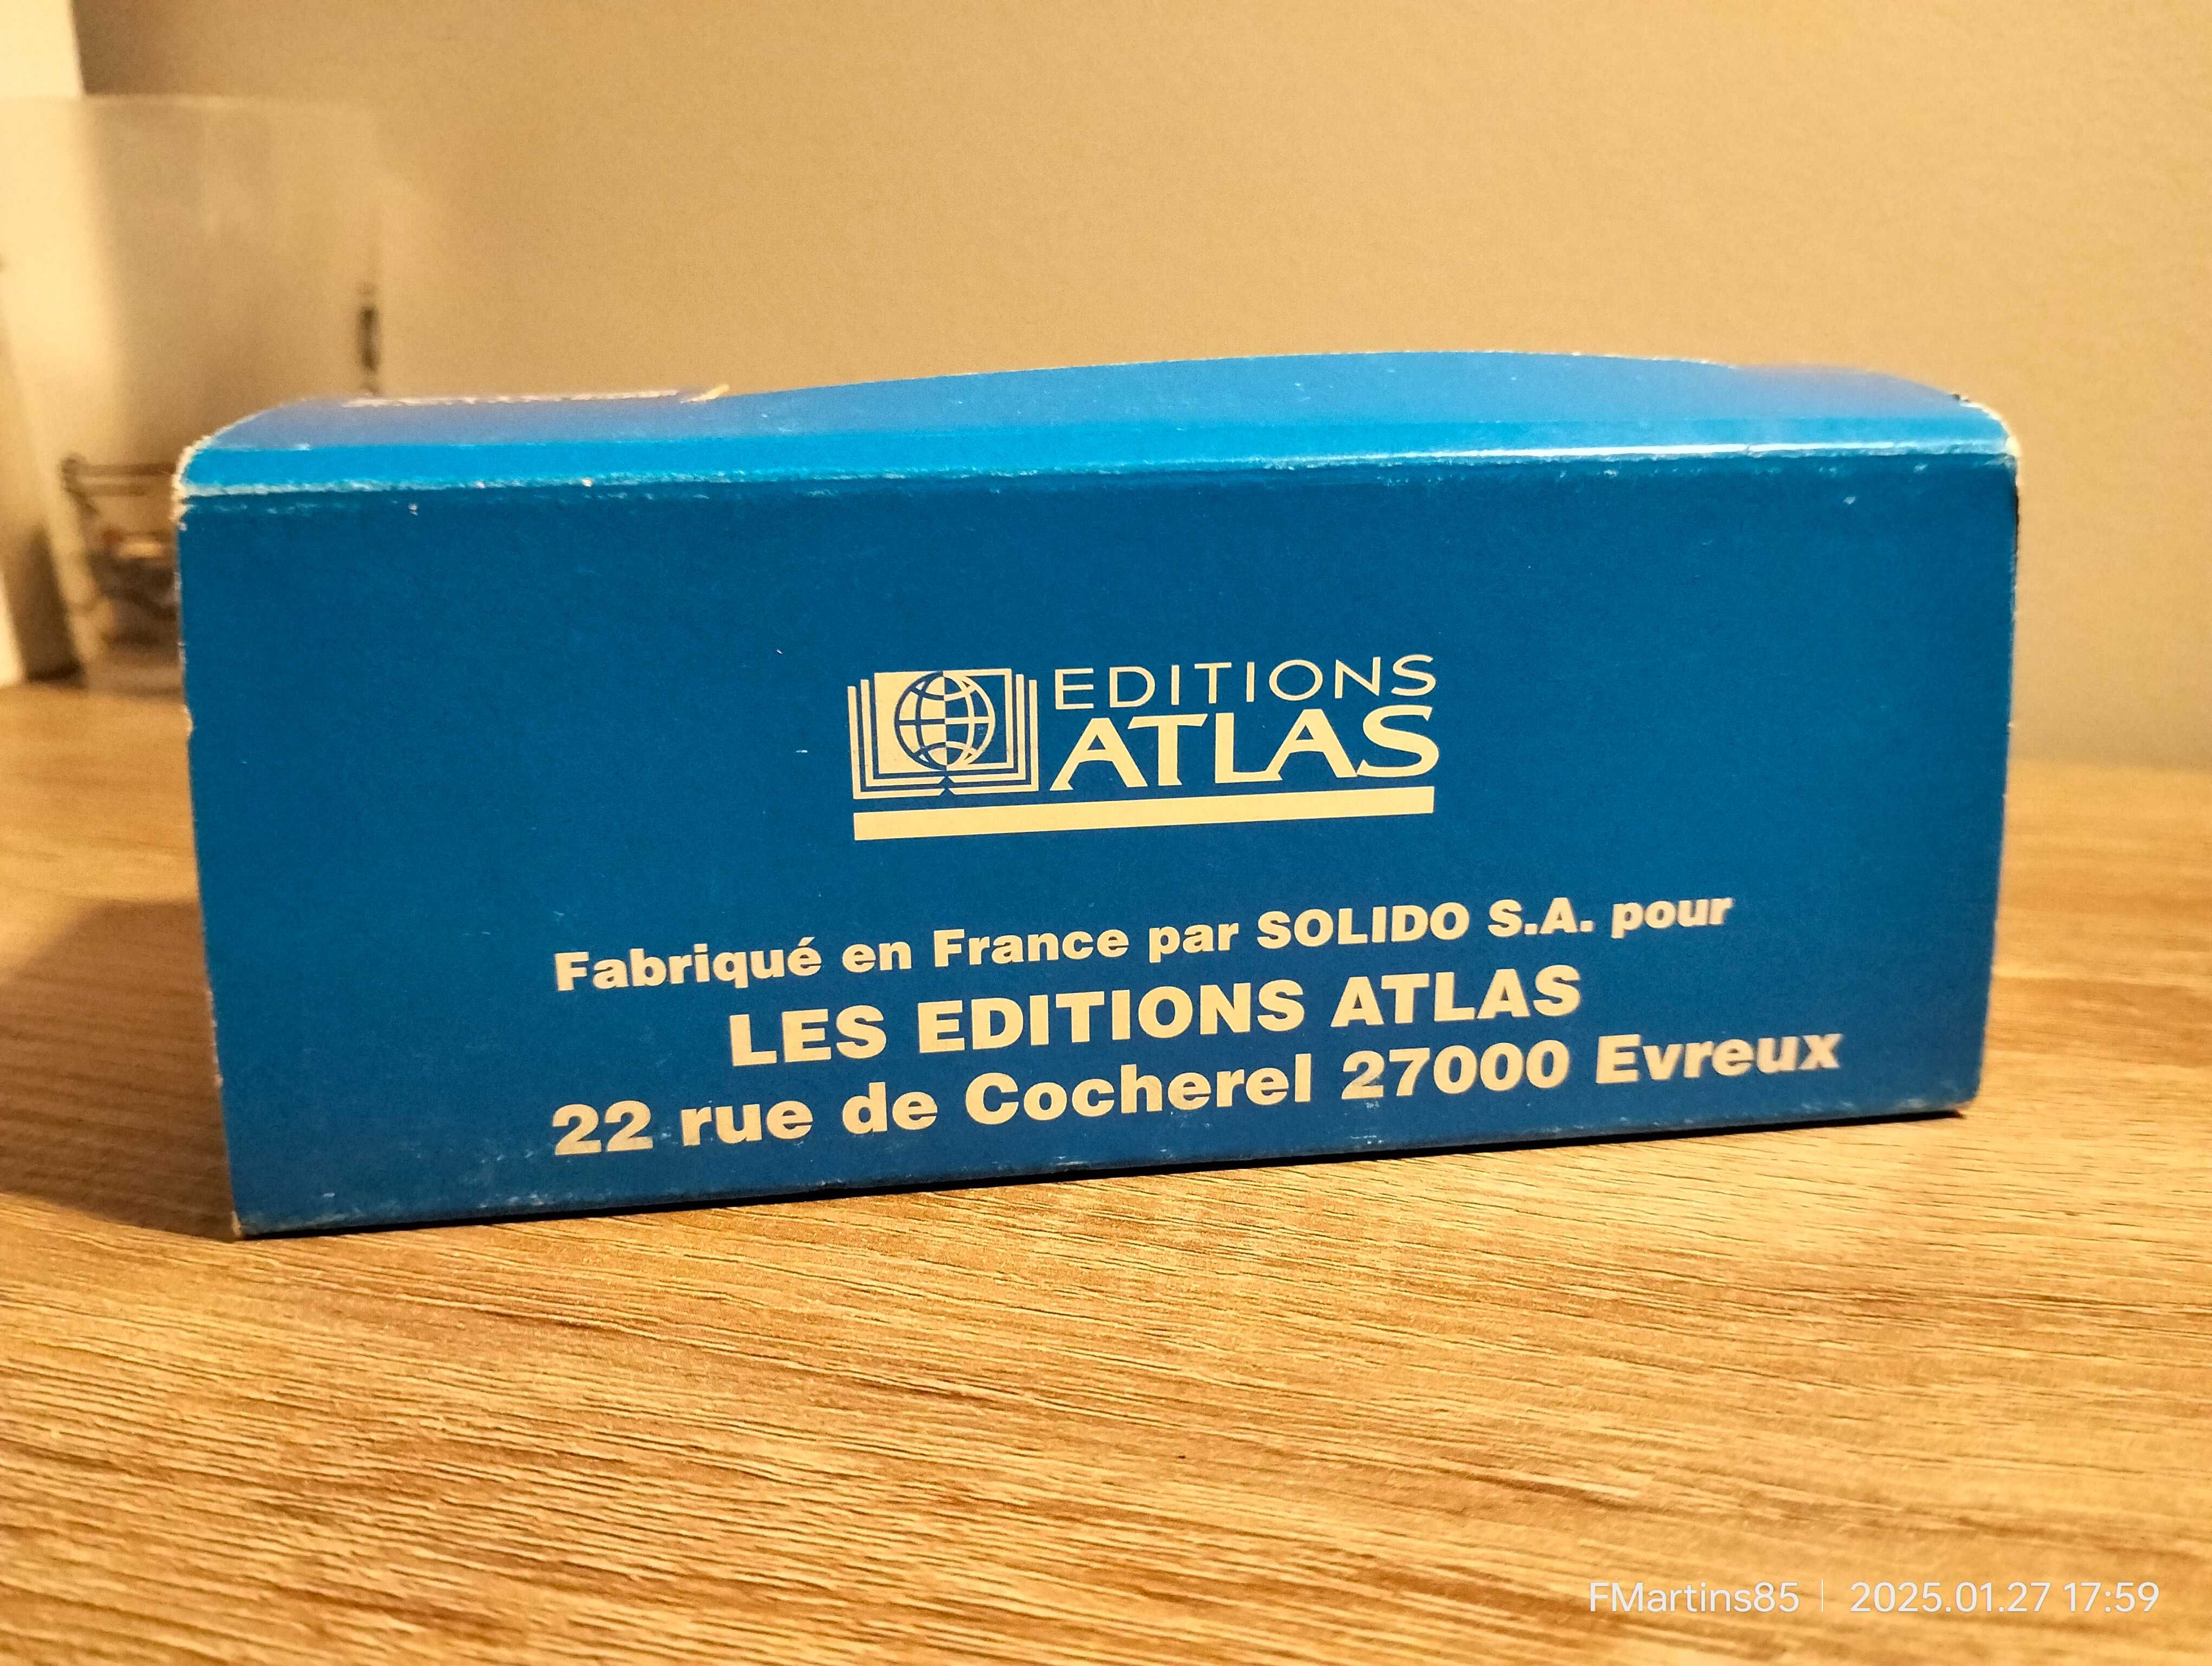 EDITIONS
ATLAS
Fabriqué en France par SOLIDO S.A. pour
LES EDITIONS ATLAS
22 rue de Cocherel 27000 Evreux
FMartins85 | 2025.01.27 17:59